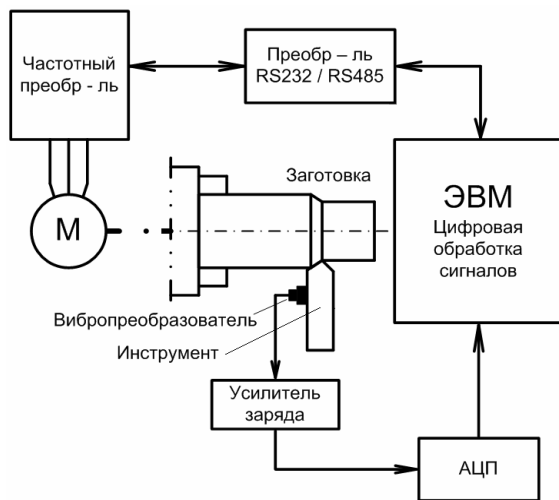 Частотный
преобр - ль
Преобр – ль
RS232 / RS485
Заготовка
ЭВМ
Цифровая
обработка
сигналов
М
Вибропреобразователь
Инструмент
Усилитель
заряда
АЦП